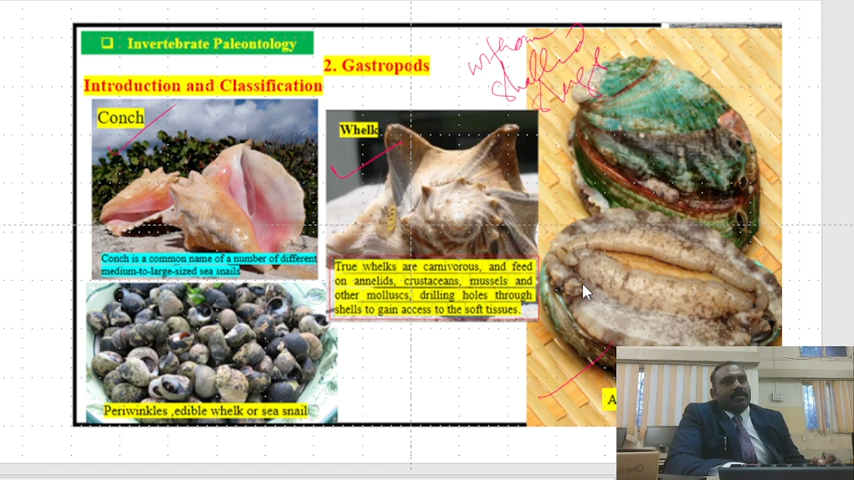 Invertebrate Paleontology
2. Gastropods
Introduction and Classification
Conch
Whelk
Conch is a common name of a number of different
medium-to-large-sized sea snails
True whelks are carnivorous, and feed
on annelids, crustaceans, mussels and
other molluscs, drilling holes through
shells to gain access to the soft tissues.
Periwinkles ,edible whelk or sea snail
A